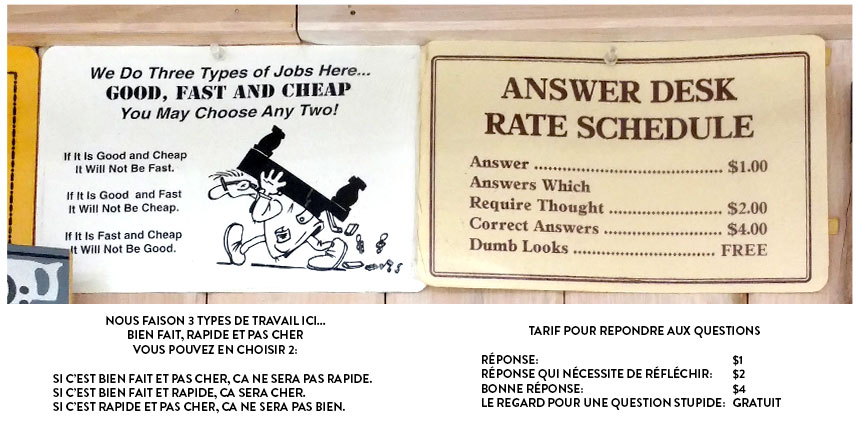 We Do Three Types of Jobs Here...
GOOD, FAST AND CHEAP
You May Choose Any Two!
If It Is Good and Cheap
It Will Not Be Fast.
If It Is Good and Fast
It Will Not Be Cheap.
If It Is Fast and Cheap
It Will Not Be Good.
ANSWER DESK
RATE SCHEDULE
Answer ........................................ $1.00
Answers Which
Require Thought ........................ $2.00
Correct Answers ......................... $4.00
Dumb Looks ............................... FREE
NOUS FAISON 3 TYPES DE TRAVAIL ICI...
BIEN FAIT, RAPIDE ET PAS CHER
VOUS POUVEZ EN CHOISIR 2:
SI C'EST BIEN FAIT ET PAS CHER, CA NE SERA PAS RAPIDE.
SI C'EST BIEN FAIT ET RAPIDE, CA SERA CHER.
SI C'EST RAPIDE ET PAS CHER, CA NE SERA PAS BIEN.
TARIF POUR REPONDRE AUX QUESTIONS
RÉPONSE: $1
RÉPONSE QUI NÉCESSITE DE RÉFLÉCHIR: $2
BONNE RÉPONSE: $4
LE REGARD POUR UNE QUESTION STUPIDE: GRATUIT